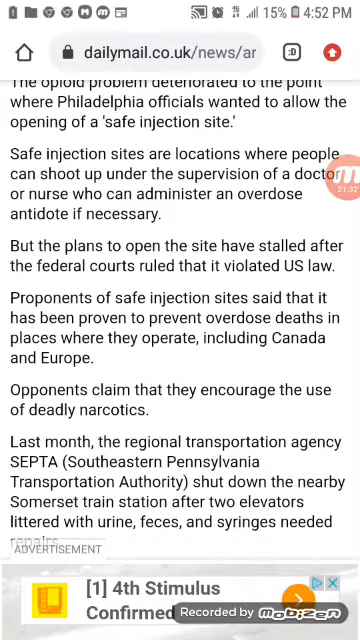 15% 4:52 PM
dailymail.co.uk/news/ar
:D
The opioid problem deteriorated to the point
where Philadelphia officials wanted to allow the
opening of a 'safe injection site.'
Safe injection sites are locations where people
can shoot up under the supervision of a doctor
or nurse who can administer an overdose
antidote if necessary.
21:32
But the plans to open the site have stalled after
the federal courts ruled that it violated US law.
Proponents of safe injection sites said that it
has been proven to prevent overdose deaths in
places where they operate, including Canada
and Europe.
Opponents claim that they encourage the use
of deadly narcotics.
Last month, the regional transportation agency
SEPTA (Southeastern Pennsylvania
Transportation Authority) shut down the nearby
Somerset train station after two elevators
littered with urine, feces, and syringes needed
repairs
ADVERTISEMENT
[1] 4th Stimulus
Confirmed
Recorded by mobizen